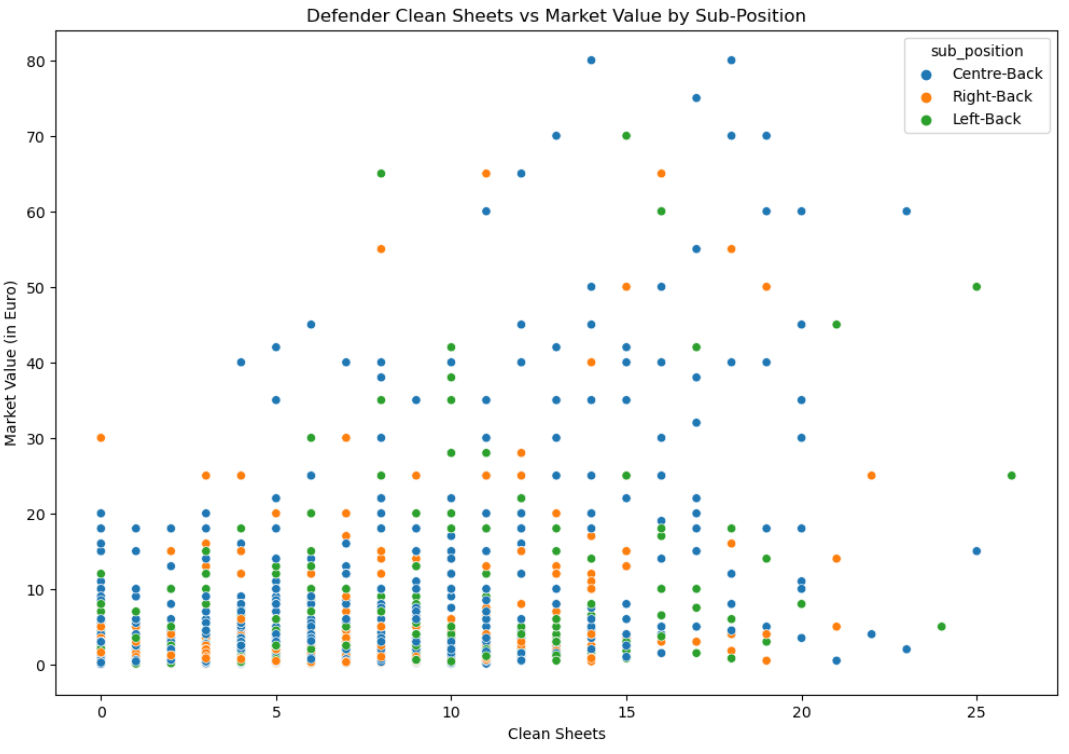 Defender Clean Sheets vs Market Value by Sub-Position
sub_position
Centre-Back
Right-Back
Left-Back
Market Value (in Euro)
80
70
60
50
40
30
20
10
0
0 5 10 15 20 25
Clean Sheets